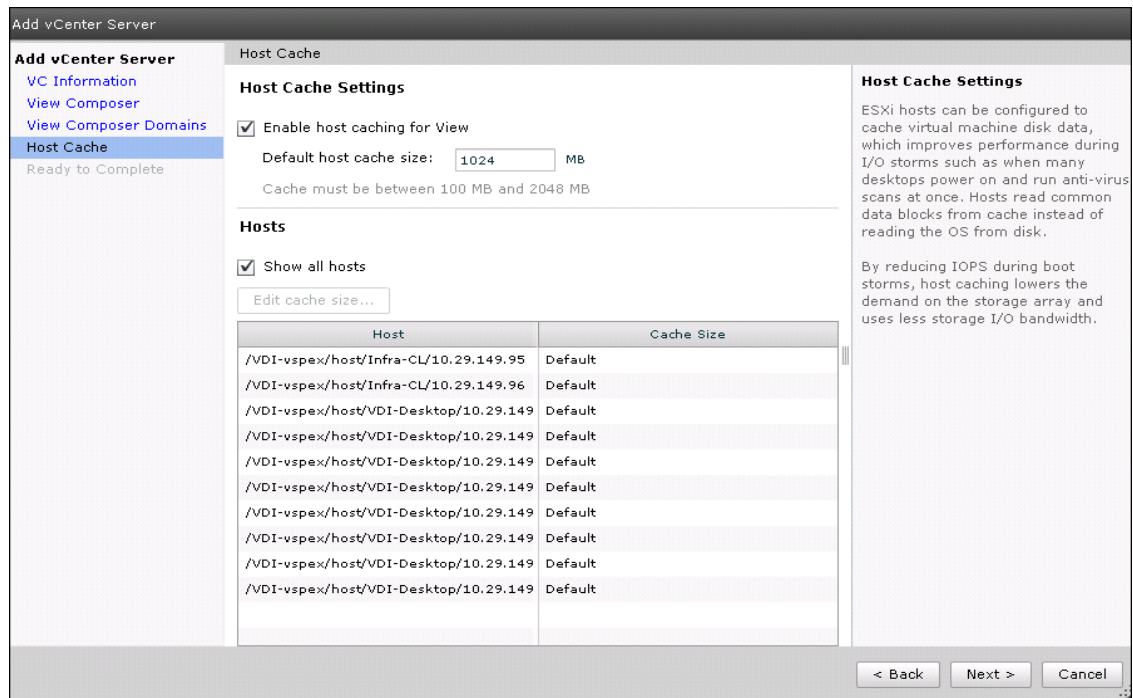 Add vCenter Server
Add vCenter Server
VC Information
View Composer
View Composer Domains
Host Cache
Ready to Complete
Host Cache
Host Cache Settings
Enable host caching for View
Default host cache size: 1024 MB
Cache must be between 100 MB and 2048 MB
Hosts
Show all hosts
Edit cache size...
Host Cache Size
/VDI-vspex/host/Infra-CL/10.29.149.95 Default
/VDI-vspex/host/Infra-CL/10.29.149.96 Default
/VDI-vspex/host/VDI-Desktop/10.29.149 Default
/VDI-vspex/host/VDI-Desktop/10.29.149 Default
/VDI-vspex/host/VDI-Desktop/10.29.149 Default
/VDI-vspex/host/VDI-Desktop/10.29.149 Default
/VDI-vspex/host/VDI-Desktop/10.29.149 Default
/VDI-vspex/host/VDI-Desktop/10.29.149 Default
/VDI-vspex/host/VDI-Desktop/10.29.149 Default
/VDI-vspex/host/VDI-Desktop/10.29.149 Default
Host Cache Settings
ESXi hosts can be configured to
cache virtual machine disk data,
which improves performance during
I/O storms such as when many
desktops power on and run anti-virus
scans at once. Hosts read common
data blocks from cache instead of
reading the OS from disk.
By reducing IOPS during boot
storms, host caching lowers the
demand on the storage array and
uses less storage I/O bandwidth.
< Back Next > Cancel